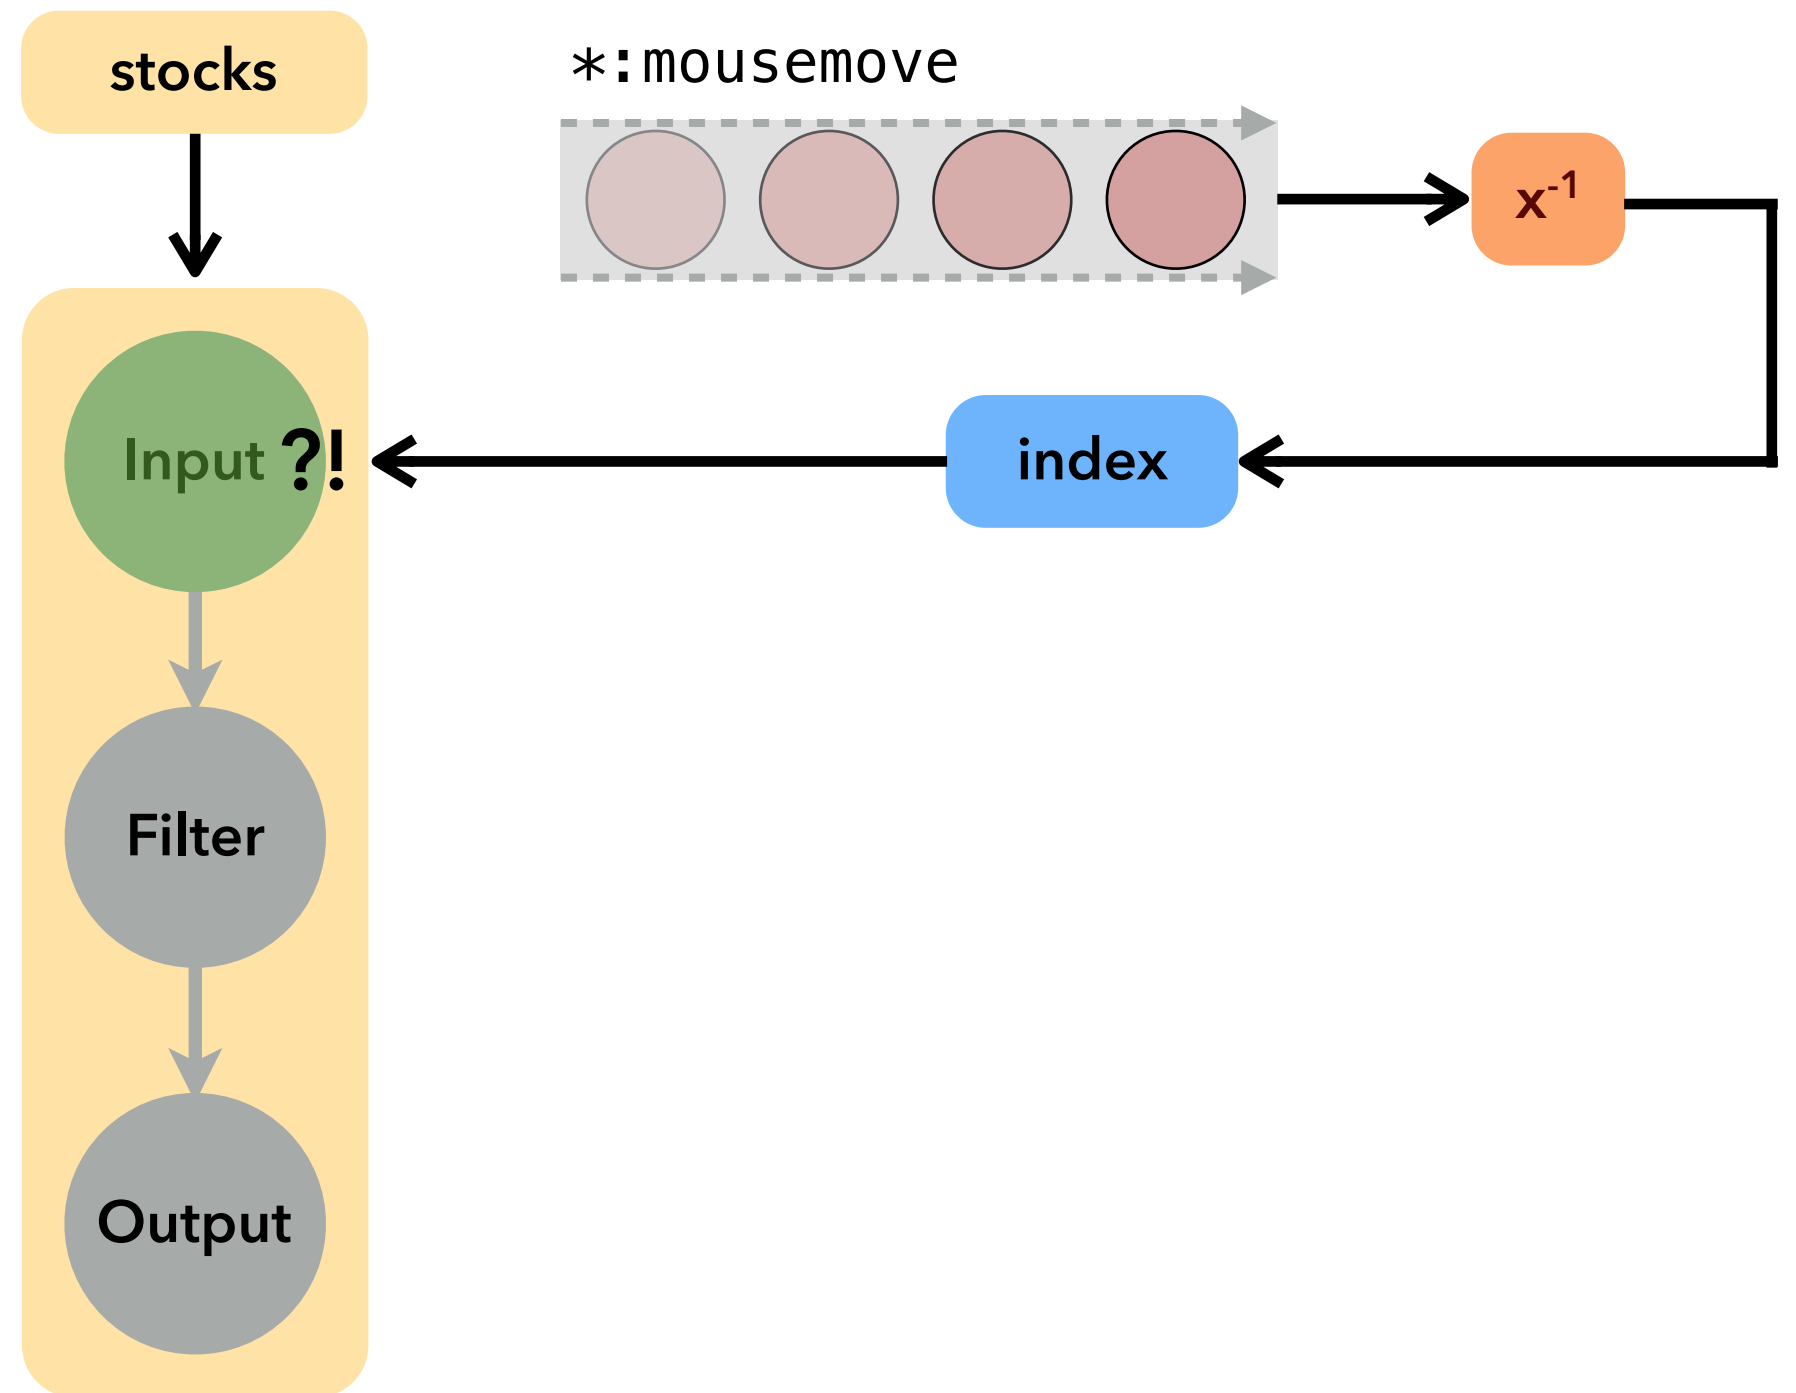 stocks
*:mousemove
x⁻¹
Input ?!
index
Filter
Output